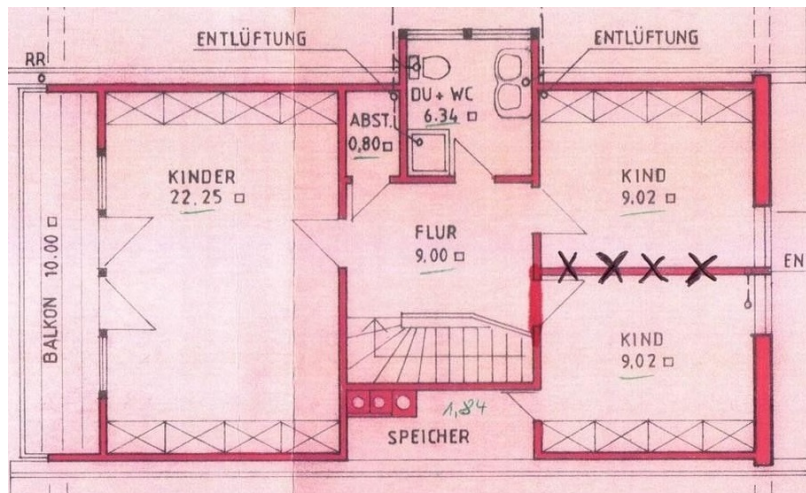 ENTLÜFTUNG
ENTLÜFTUNG
RR
DU + WC
6.34
ABST.
0,80
KINDER
22.25
KIND
9.02
FLUR
9.00
BALKON 10.00
EN
KIND
9.02
1,84
SPEICHER